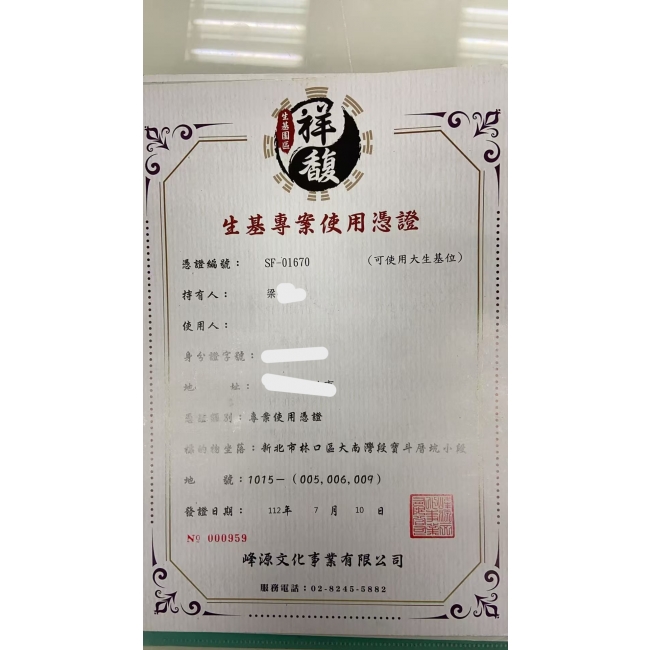 生基園區
祥馥
生基專案使用憑證
憑證編號： SF-01670 （可使用大生基位）
持有人： 梁
使用人：
身分證字號：
地 址：
憑證類別：專案使用憑證
標的物坐落：新北市林口區大南灣段寶斗厝坑小段
地 號：1015－（005,006,009）
發證日期： 112年 7 月 10 日
№ 000959
峰源文化事業有限公司
服務電話：02-8245-5882